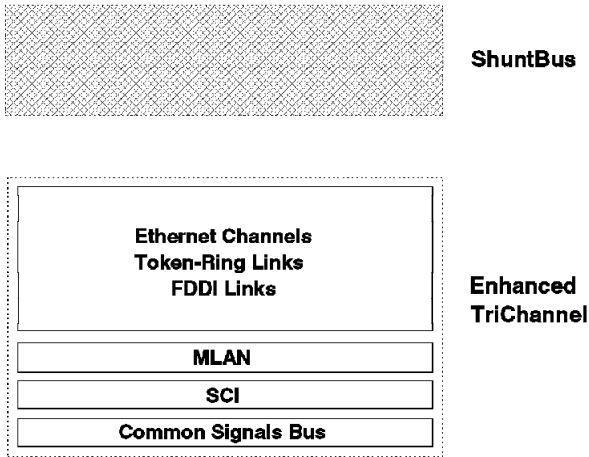 ShuntBus
Ethernet Channels
Token-Ring Links
FDDI Links
Enhanced
TriChannel
MLAN
SCI
Common Signals Bus